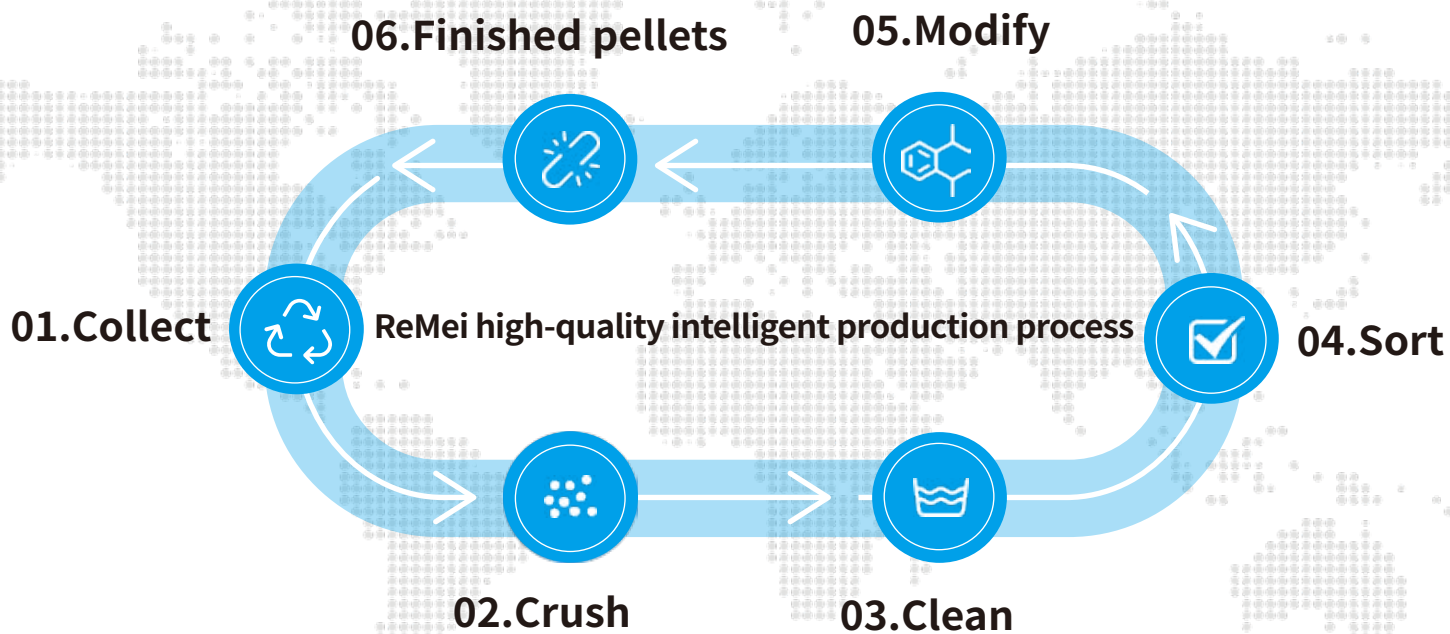 06.Finished pellets
05.Modify
01.Collect
ReMei high-quality intelligent production process
04.Sort
02.Crush
03.Clean